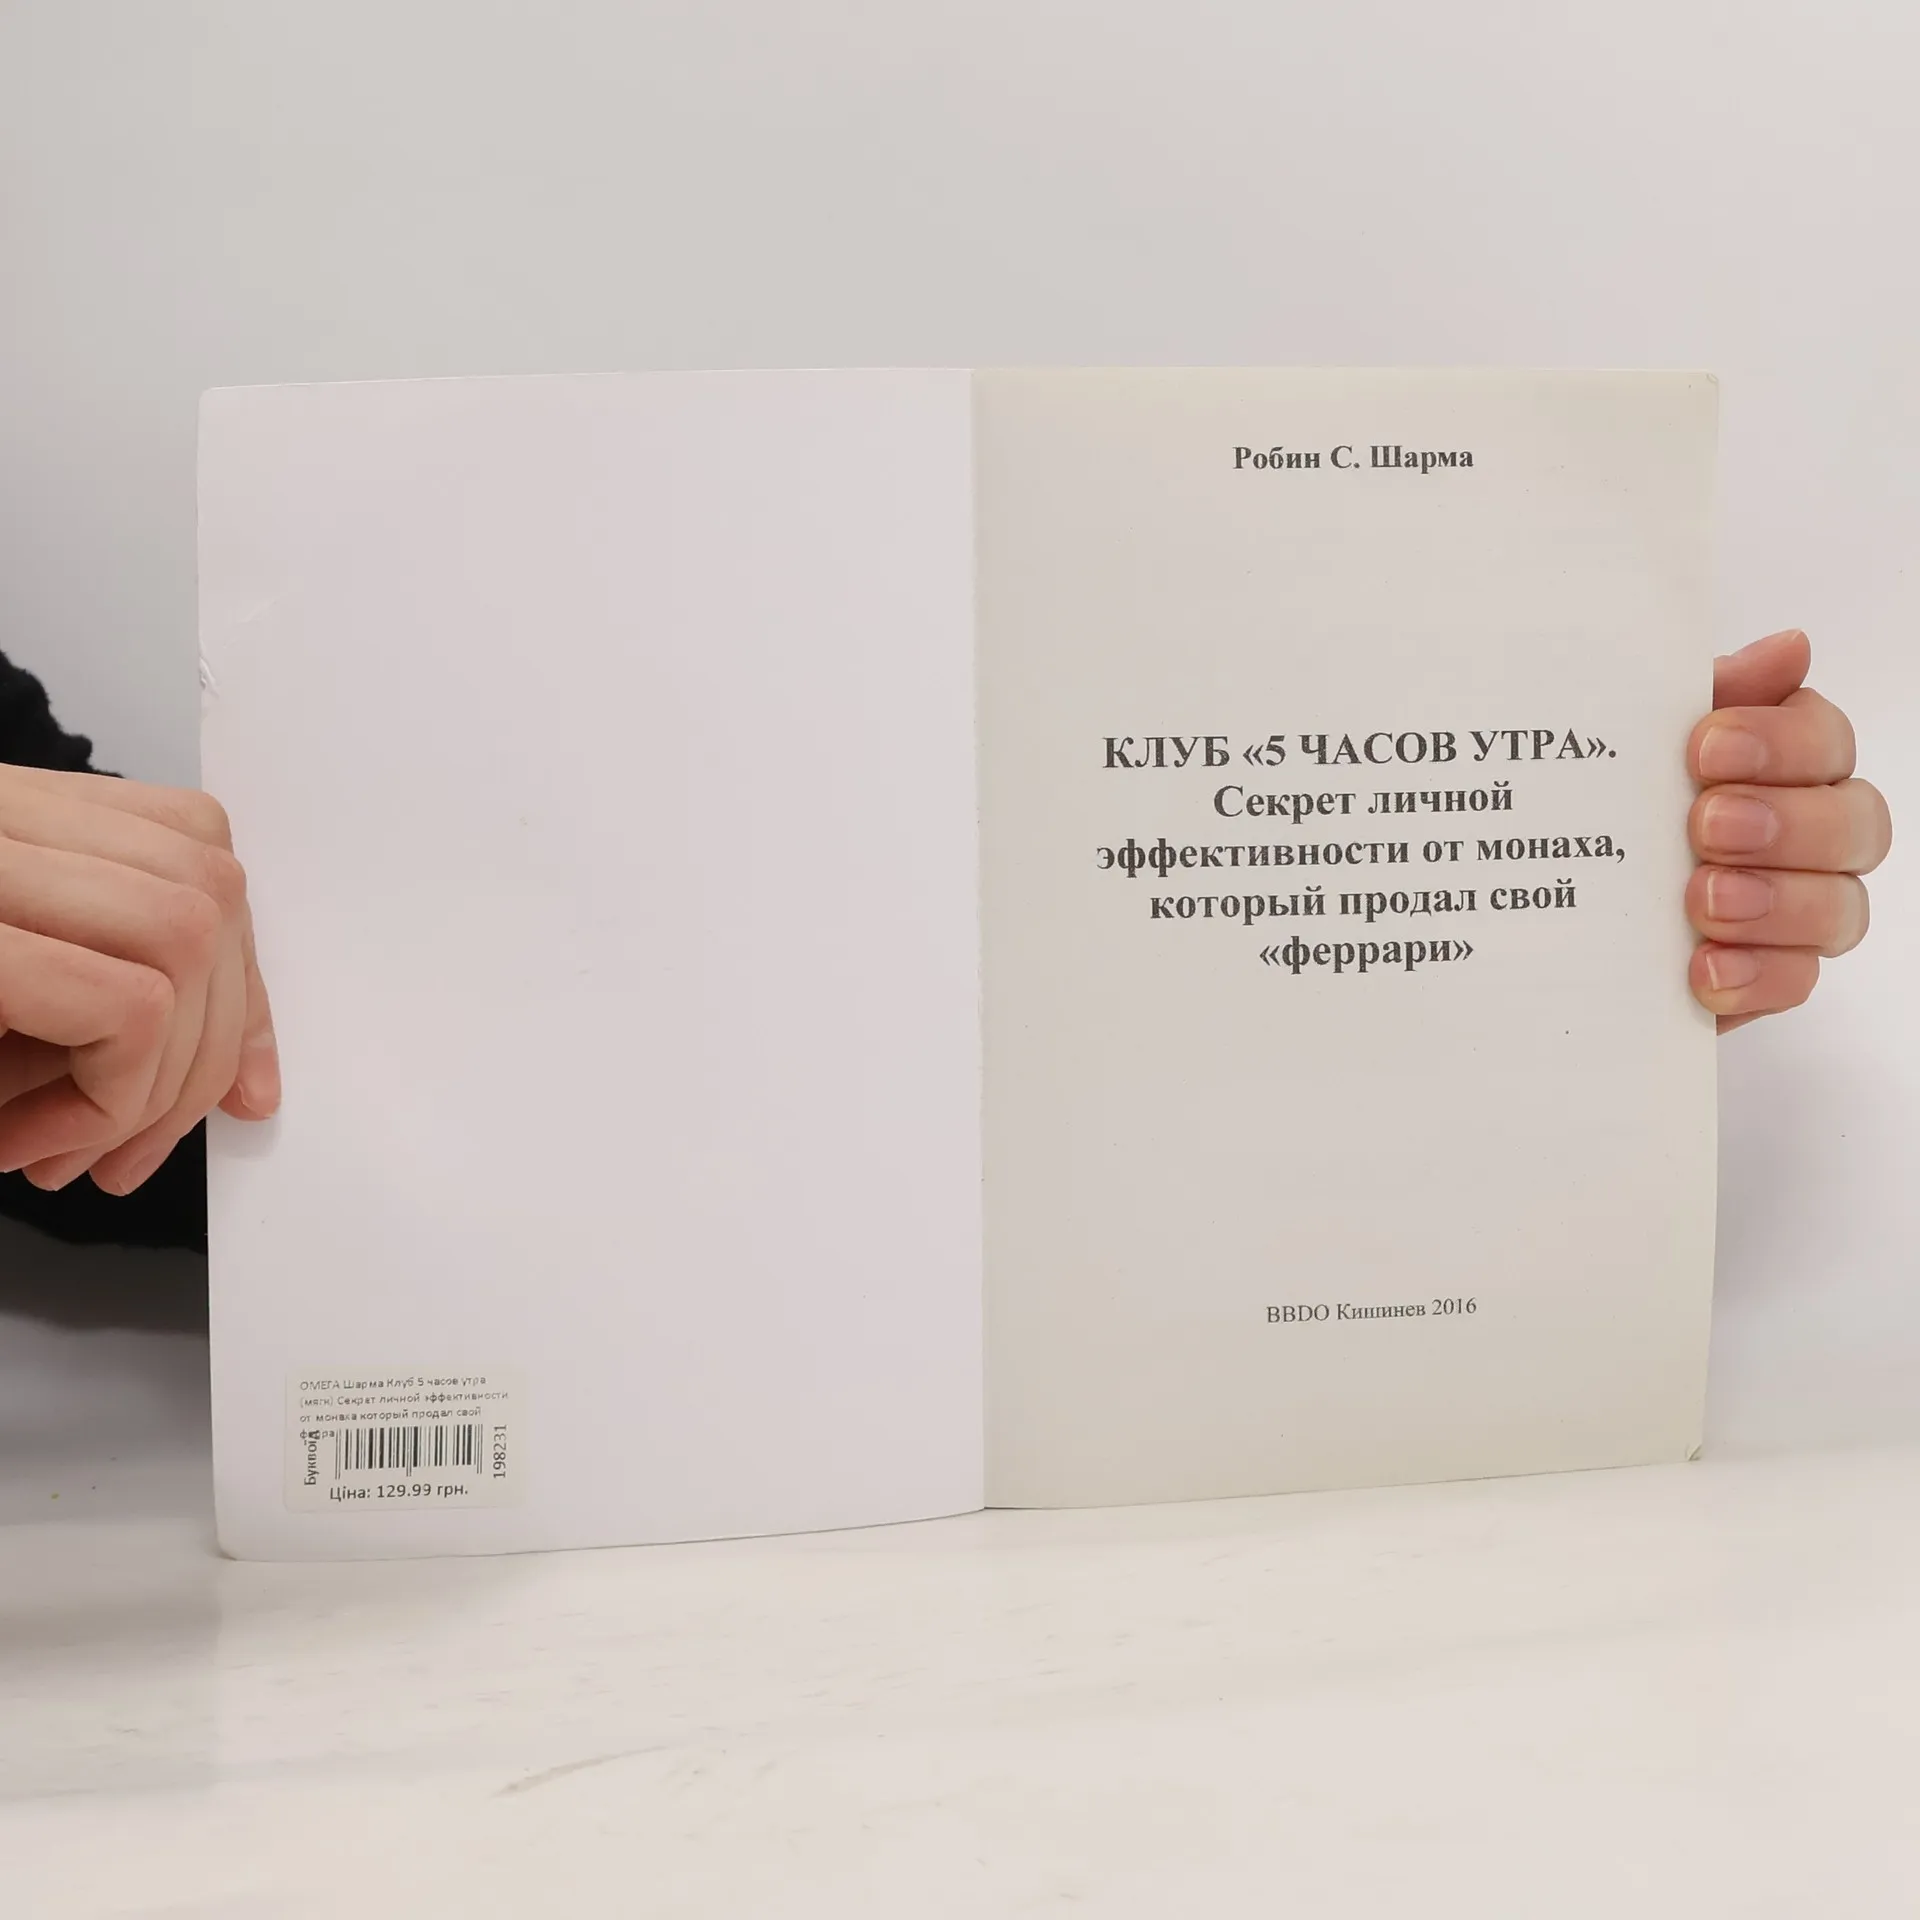 Робин С. Шарма
КЛУБ «5 ЧАСОВ УТРА».
Секрет личной
эффективности от монаха,
который продал свой
«феррари»
BBDO Кишинев 2016
ОМЕГА Шарма Клуб 5 часов утра
(мягк) Секрет личной эффективности
от монаха который продал свой
Буквоїд
198231
Ціна: 129.99 грн.